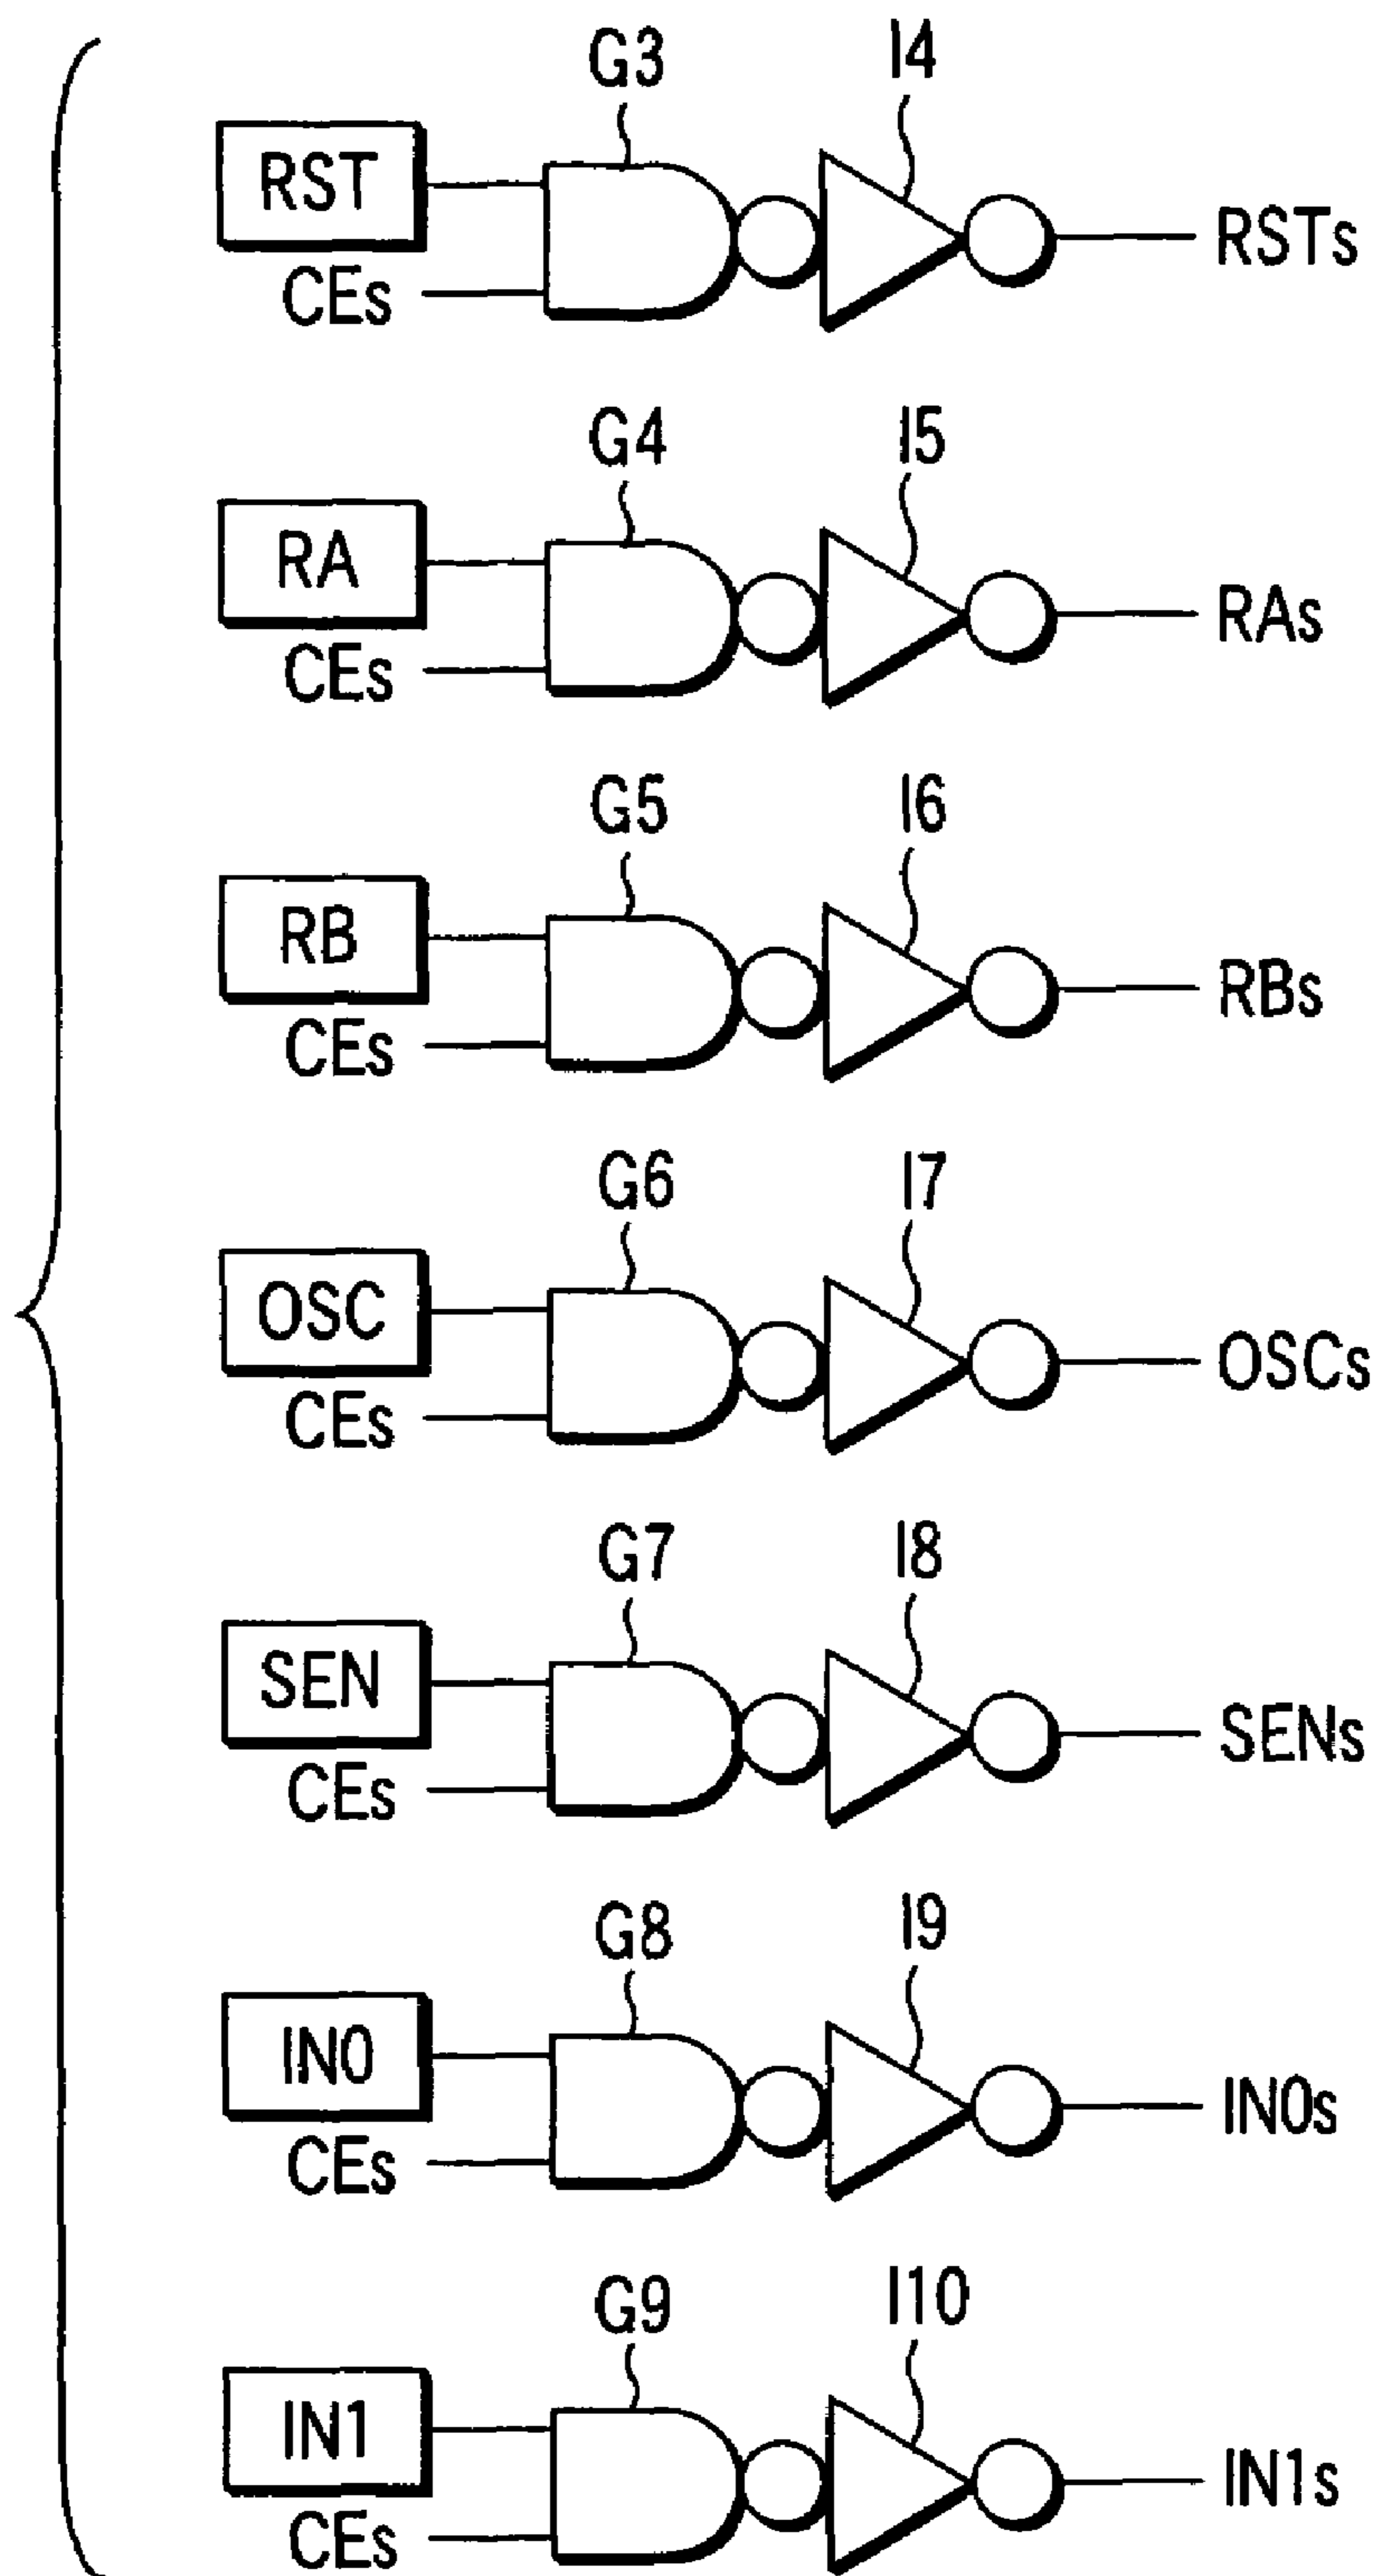 G3 I4
RST
CEs
RSTs
G4 I5
RA
CEs
RAs
G5 I6
RB
CEs
RBs
G6 I7
OSC
CEs
OSCs
G7 I8
SEN
CEs
SENs
G8 I9
IN0
CEs
IN0s
G9 I10
IN1
CEs
IN1s